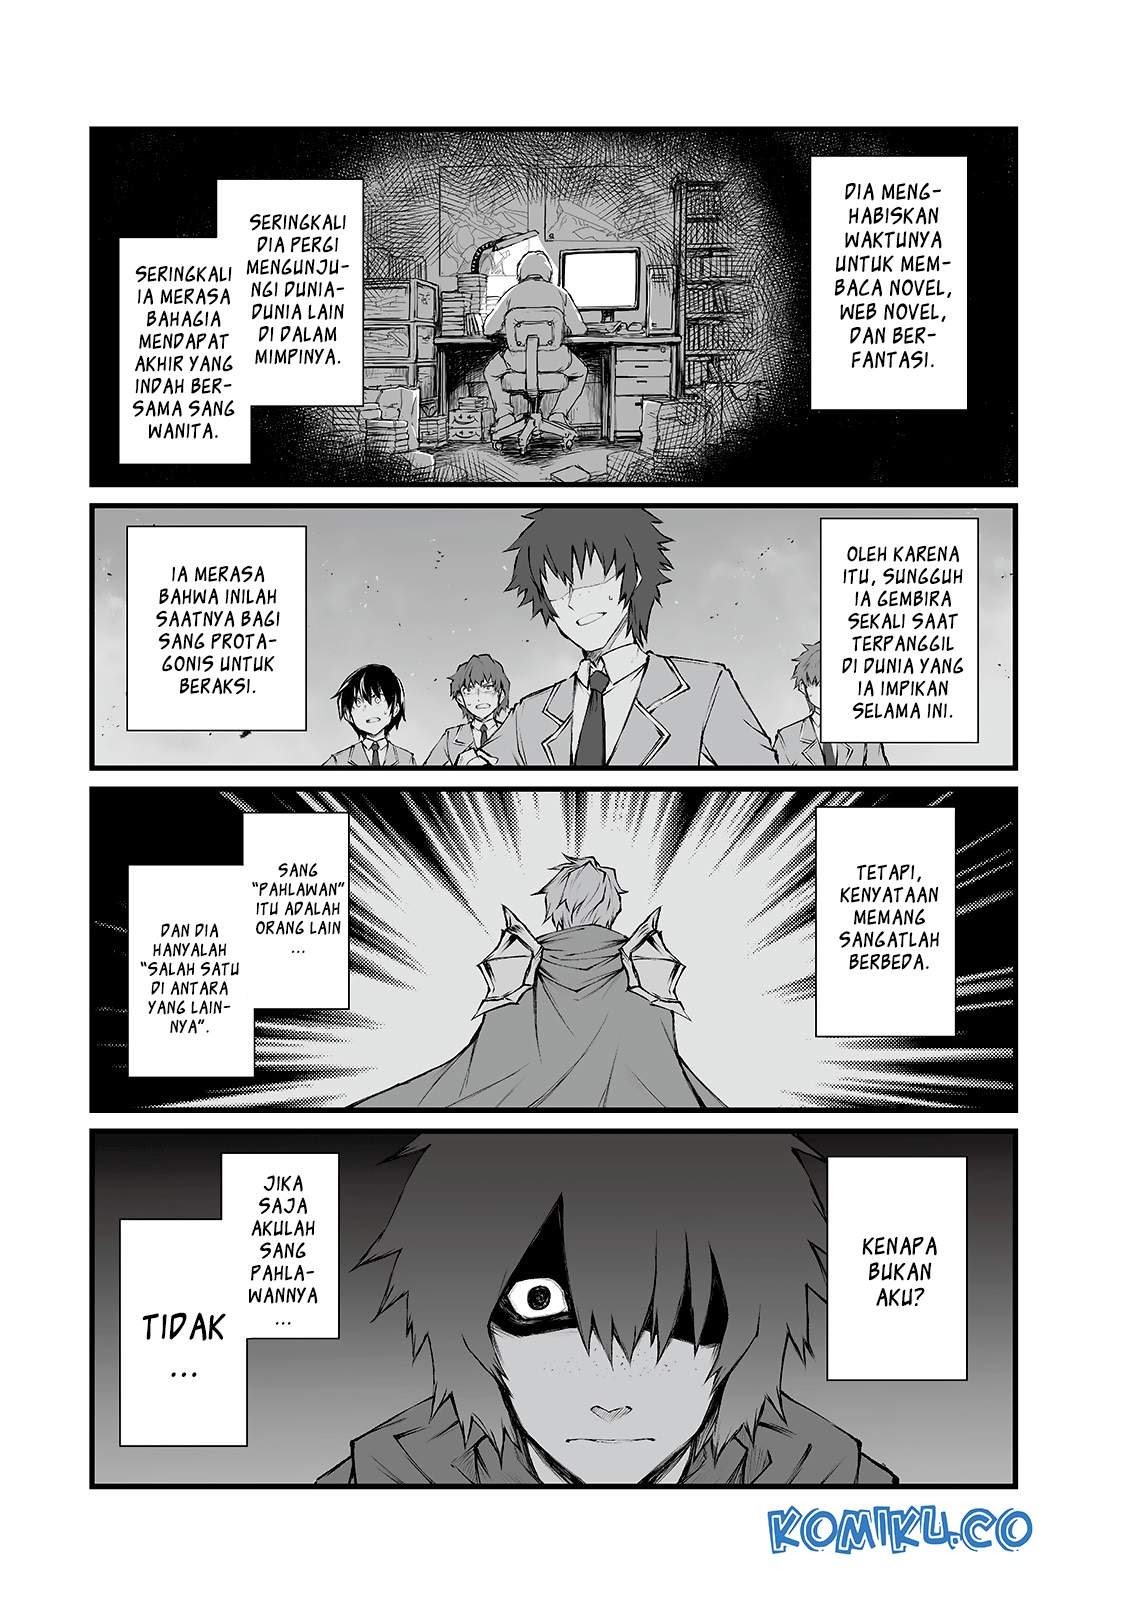 DIA MENG-
HABISKAN
WAKTUNYA
UNTUK MEM-
BACA NOVEL,
WEB NOVEL,
DAN BER-
FANTASI.
SERINGKALI
DIA PERGI
MENGUNJU-
NGI DUNIA-
DUNIA LAIN
DI DALAM
MIMPINYA.
SERINGKALI
IA MERASA
BAHAGIA
MENDAPAT
AKHIR YANG
INDAH BER-
SAMA SANG
WANITA.
OLEH KARENA
ITU, SUNGGUH
IA GEMBIRA
SEKALI SAAT
TERPANGGIL
DI DUNIA YANG
IA IMPIKAN
SELAMA INI.
IA MERASA
BAHWA INILAH
SAATNYA BAGI
SANG PROTA-
GONIS UNTUK
BERAKSI.
TETAPI,
KENYATAAN
MEMANG
SANGATLAH
BERBEDA.
SANG
"PAHLAWAN"
ITU ADALAH
ORANG LAIN
...
DAN DIA
HANYALAH
"SALAH SATU
DI ANTARA
YANG LAIN-
NYA".
KENAPA
BUKAN
AKU?
JIKA
SAJA
AKULAH
SANG
PAHLA-
WANNYA
...
TIDAK
...
KOMIKU.CO